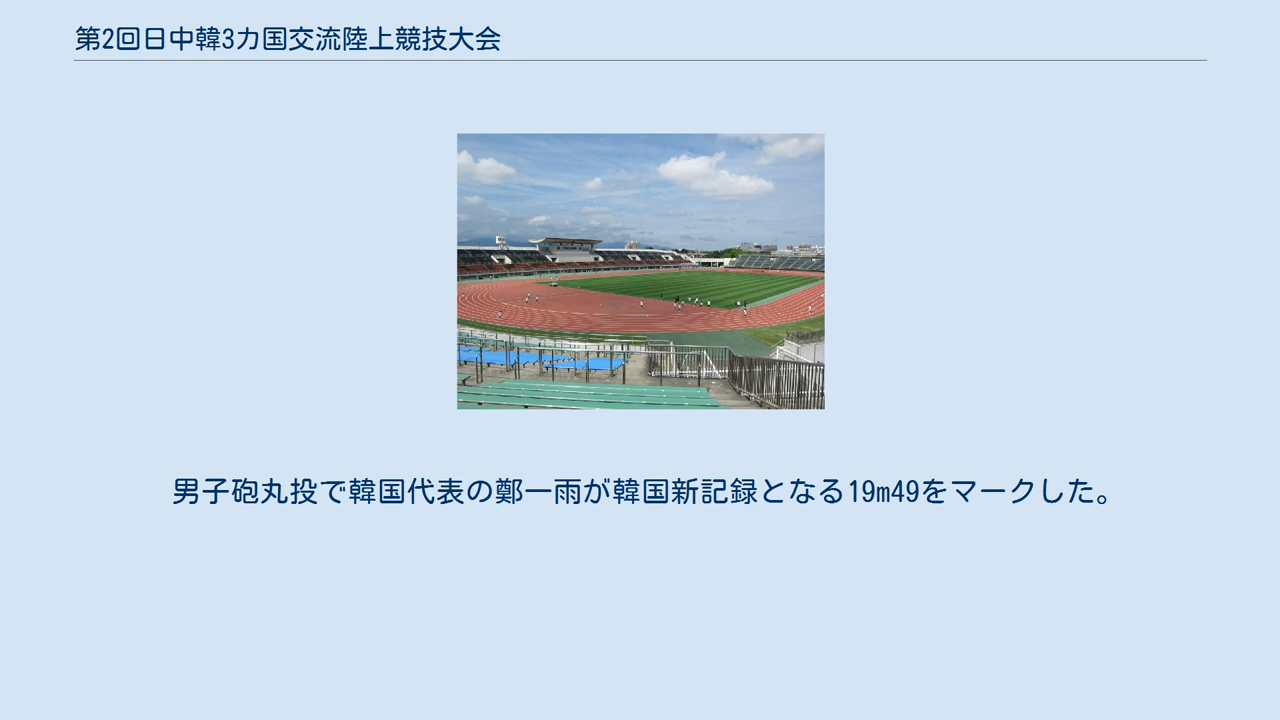 第2回日中韓3カ国交流陸上競技大会
男子砲丸投で韓国代表の鄭一雨が韓国新記録となる19m49をマークした。